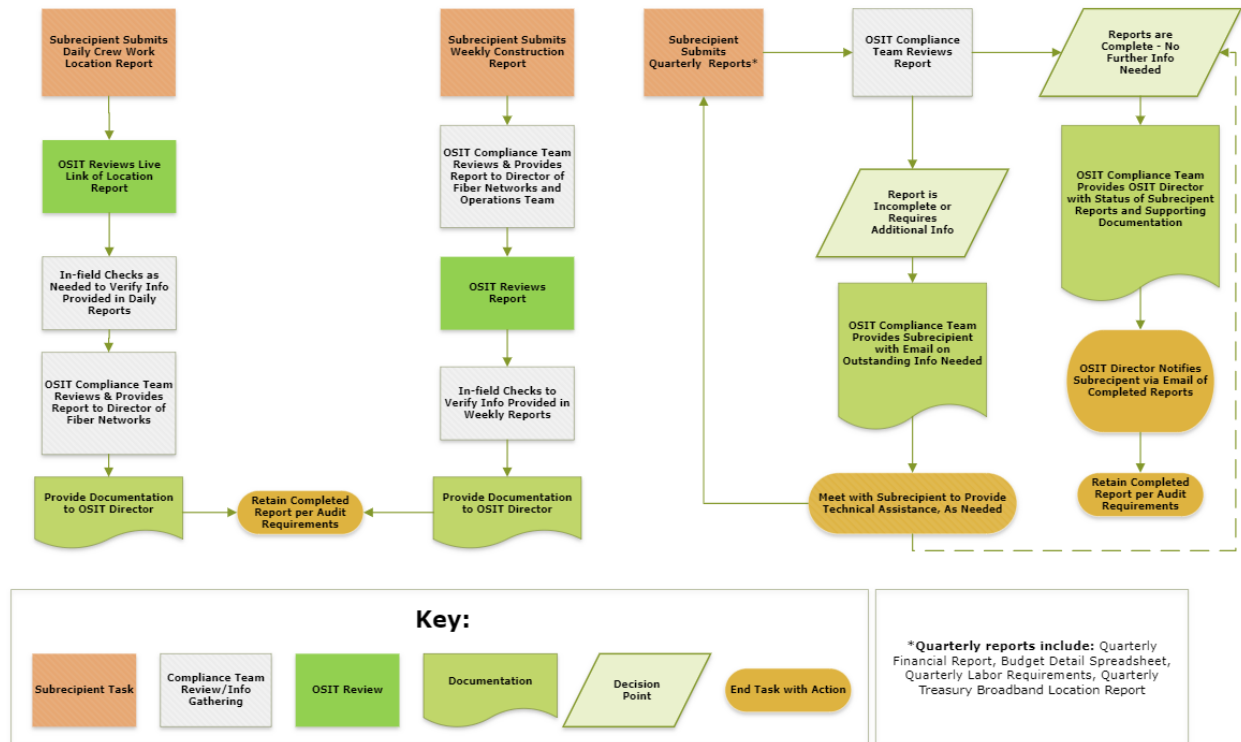 Subrecipient Submits
Daily Crew Work
Location Report
OSIT Reviews Live
Link of Location
Report
In-field Checks as
Needed to Verify Info
Provided in Daily
Reports
OSIT Compliance Team
Reviews & Provides
Report to Director of
Fiber Networks
Provide Documentation
to OSIT Director
Retain Completed
Report per Audit
Requirements
Subrecipient Submits
Weekly Construction
Report
OSIT Compliance Team
Reviews & Provides
Report to Director of
Fiber Networks and
Operations Team
OSIT Reviews
Report
In-field Checks to
Verify Info Provided in
Weekly Reports
Provide Documentation
to OSIT Director
Subrecipient
Submits
Quarterly Reports*
OSIT Compliance
Team Reviews
Report
Reports are
Complete - No
Further Info
Needed
Report is
Incomplete or
Requires
Additional Info
OSIT Compliance Team
Provides Subrecipient
with Email on
Outstanding Info Needed
Meet with Subrecipient to Provide
Technical Assistance, As Needed
OSIT Compliance Team
Provides OSIT Director
with Status of Subrecipent
Reports and Supporting
Documentation
OSIT Director Notifies
Subrecipent via Email of
Completed Reports
Retain Completed
Report per Audit
Requirements
Key:
Subrecipient Task
Compliance Team
Review/Info
Gathering
OSIT Review
Documentation
Decision
Point
End Task with Action
*Quarterly reports include: Quarterly
Financial Report, Budget Detail Spreadsheet,
Quarterly Labor Requirements, Quarterly
Treasury Broadband Location Report